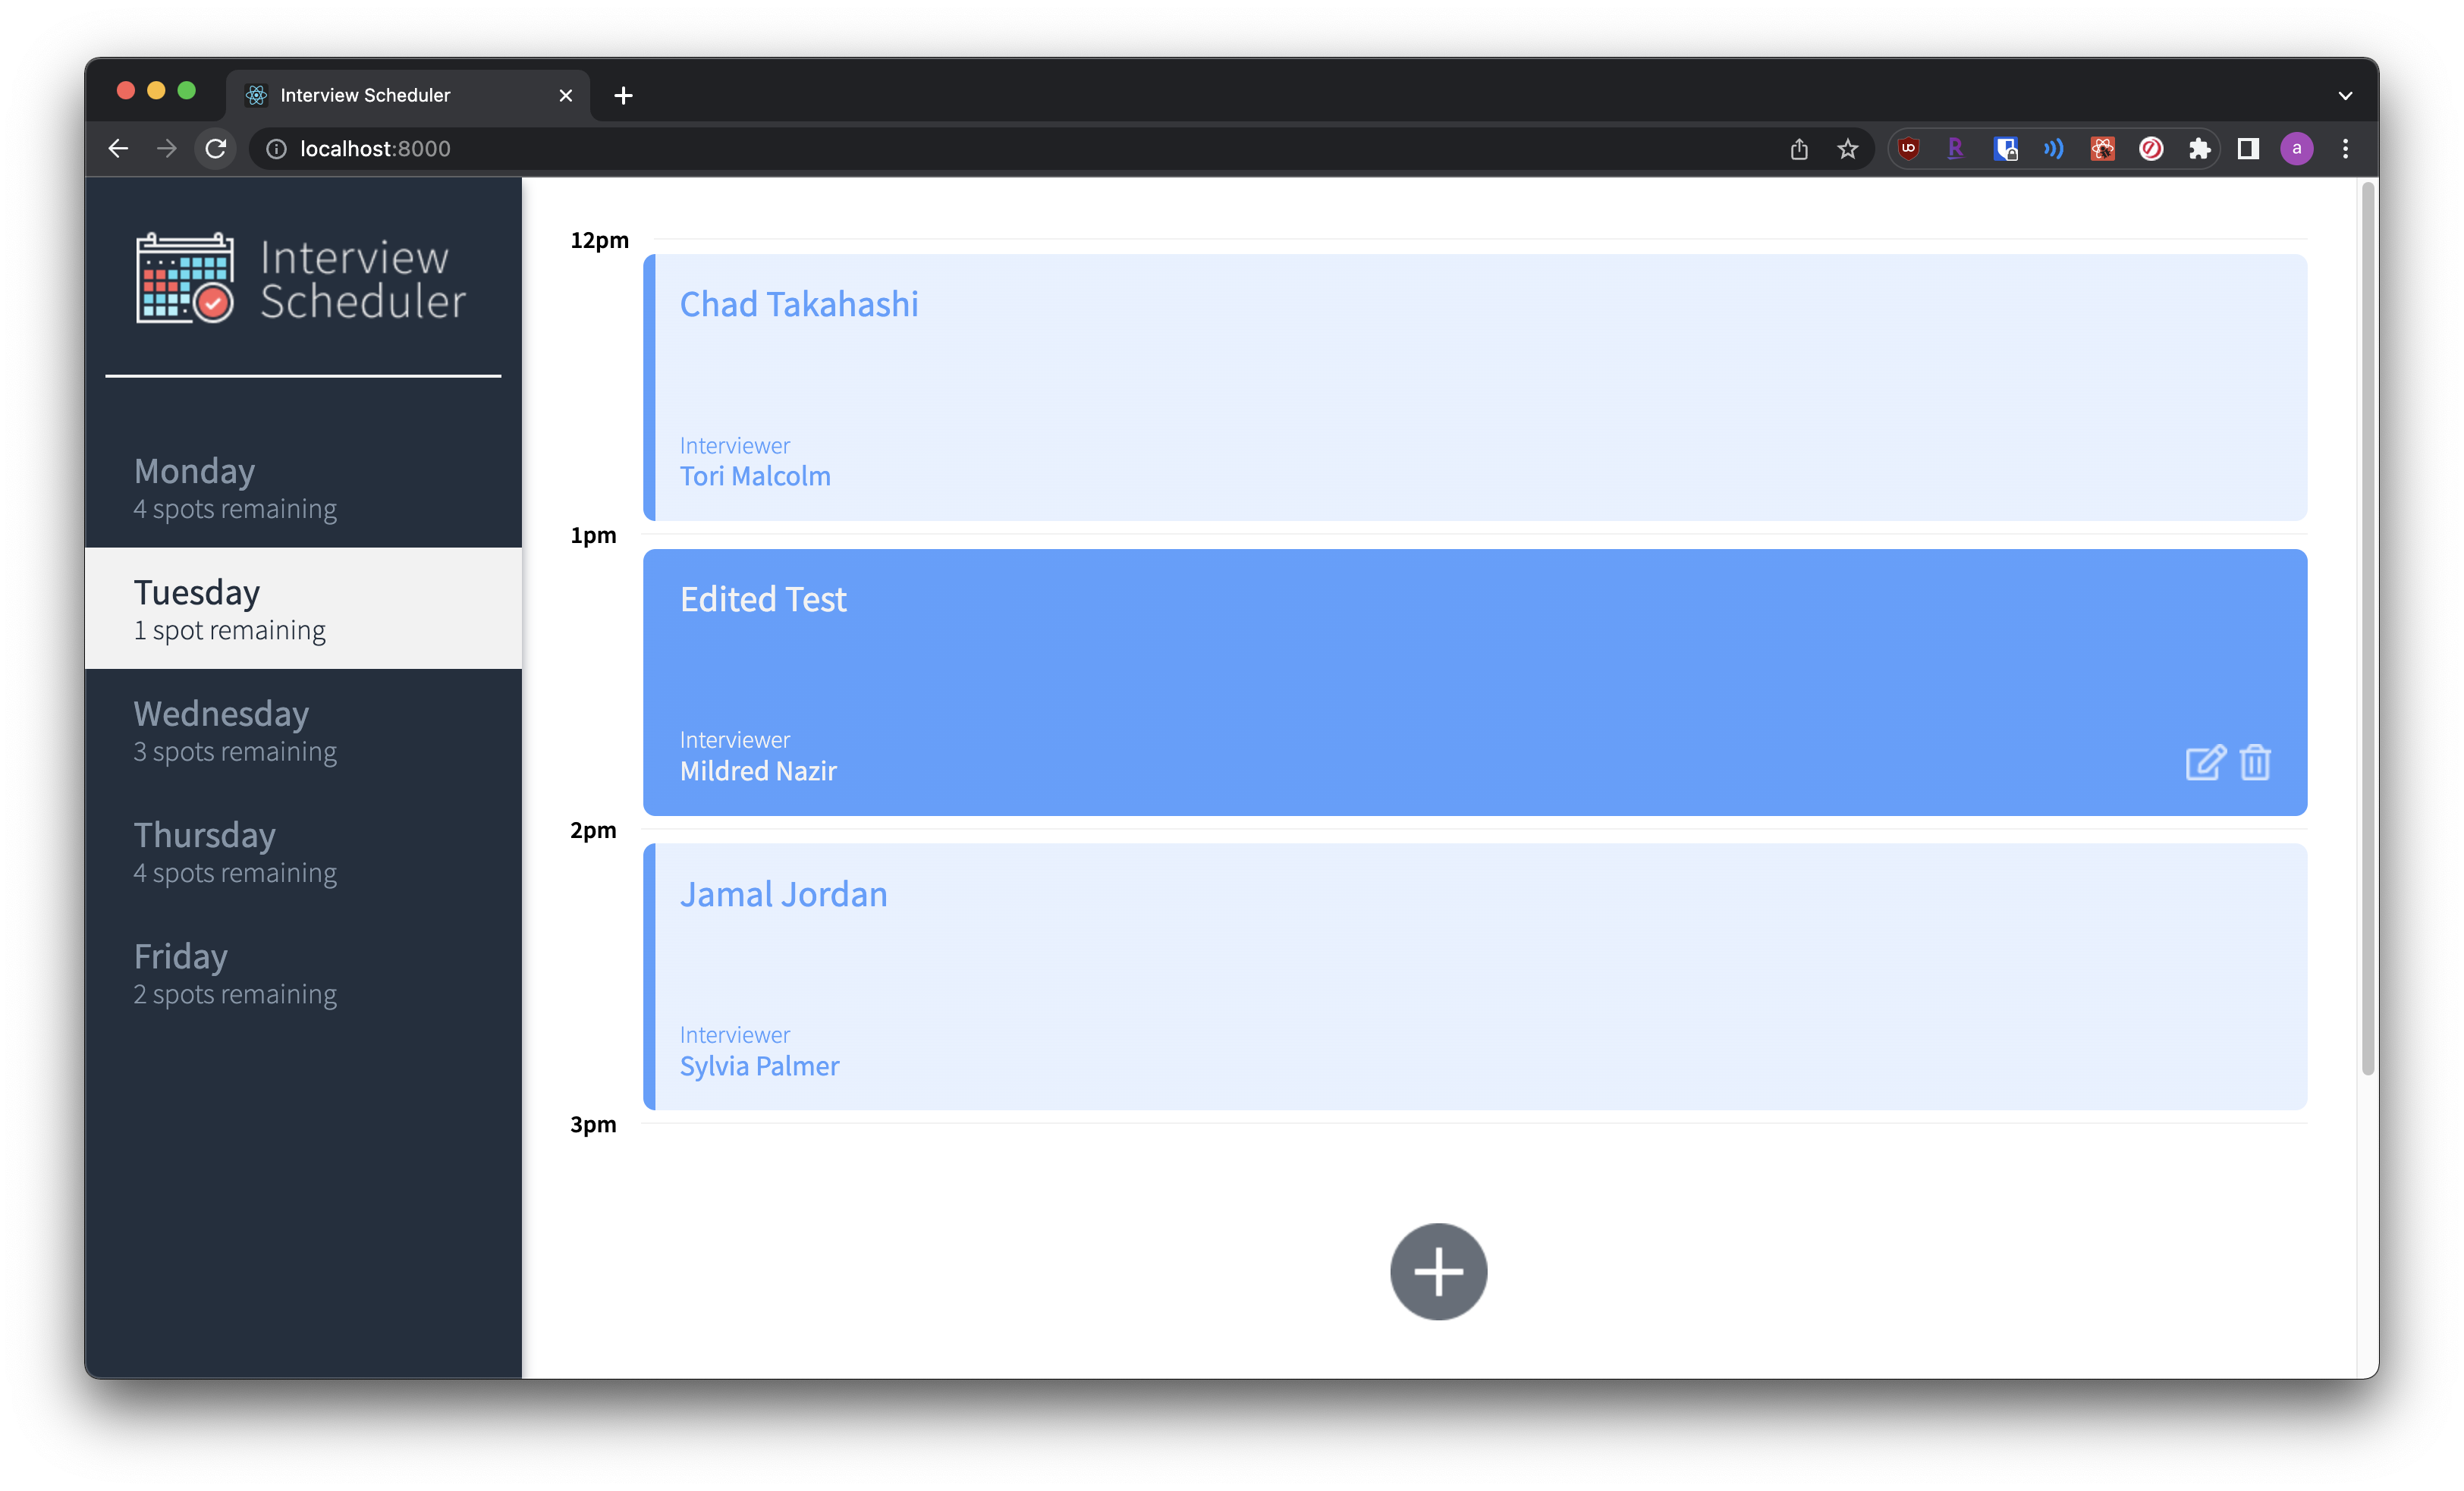 Interview Scheduler
localhost:8000
a
Interview
Scheduler
Monday
4 spots remaining
Tuesday
1 spot remaining
Wednesday
3 spots remaining
Thursday
4 spots remaining
Friday
2 spots remaining
12pm
Chad Takahashi
Interviewer
Tori Malcolm
1pm
Edited Test
Interviewer
Mildred Nazir
2pm
Jamal Jordan
Interviewer
Sylvia Palmer
3pm